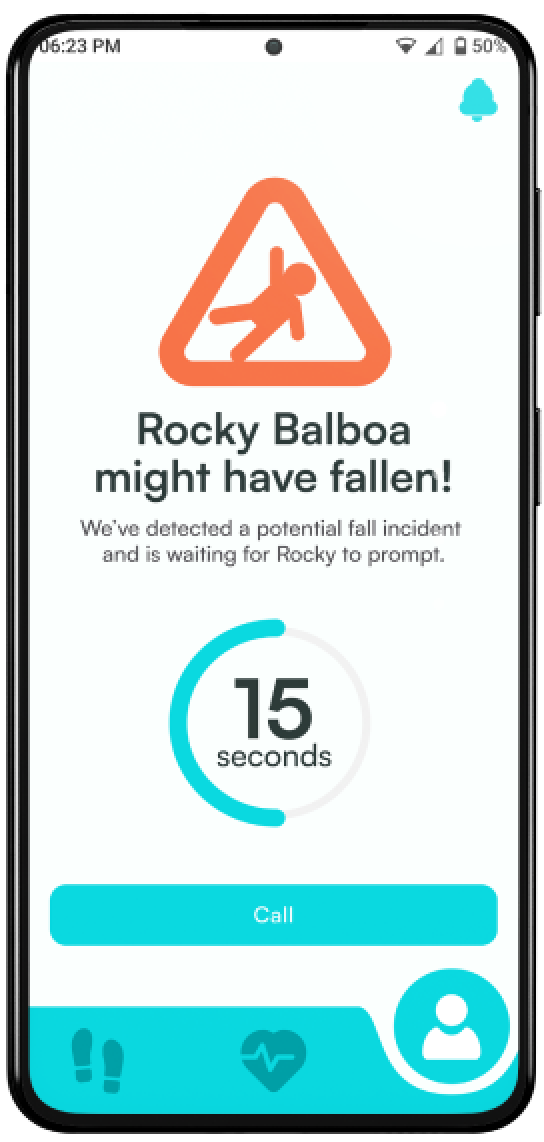 06:23 PM 50%
Rocky Balboa
might have fallen!
We've detected a potential fall incident
and is waiting for Rocky to prompt.
15
seconds
Call